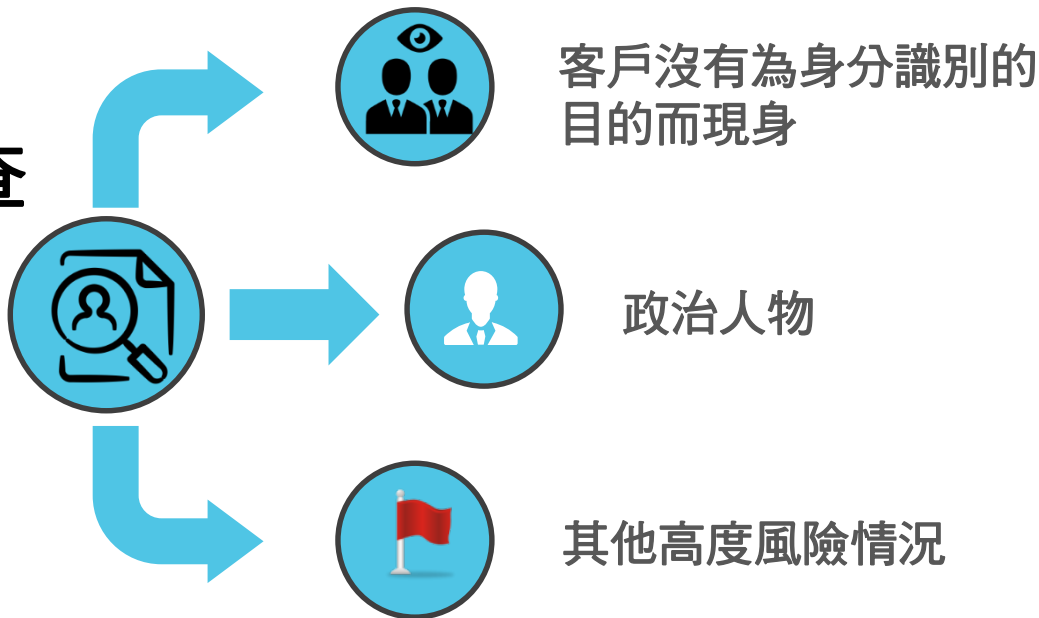 查
客戶沒有為身分識別的
目的而現身
政治人物
其他高度風險情況